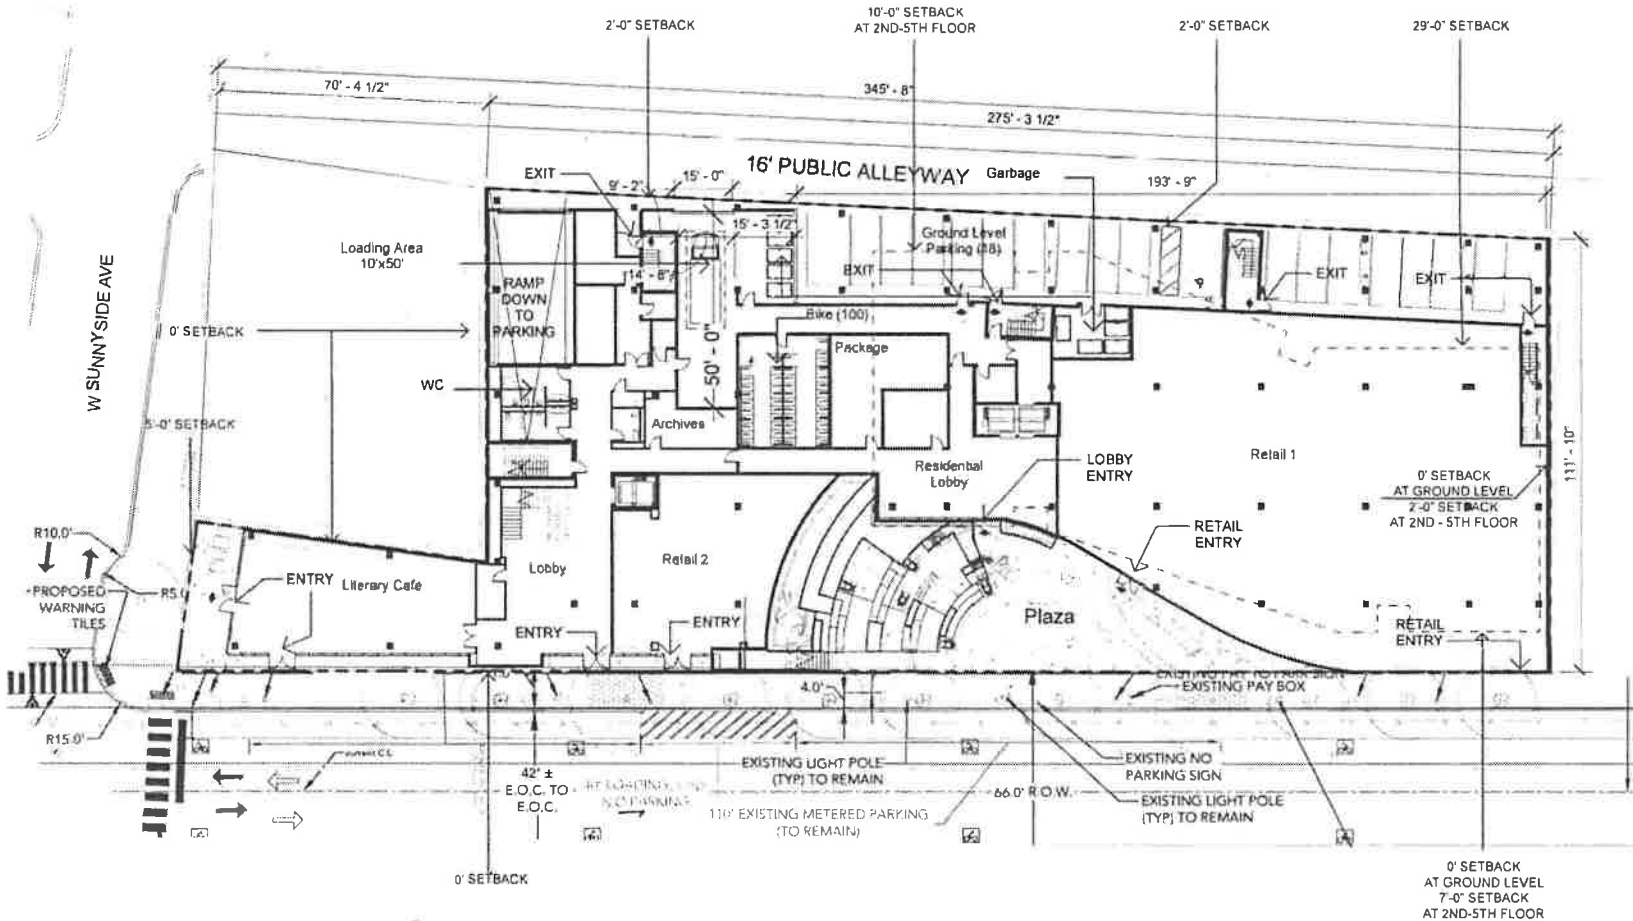 2'-0" SETBACK
10'-0" SETBACK
AT 2ND-5TH FLOOR
2'-0" SETBACK
29'-0" SETBACK
70' - 4 1/2"
345' - 8"
275' - 3 1/2"
16' PUBLIC ALLEYWAY
Garbage
EXIT
9' - 2"
15' - 0"
193' - 9"
15' - 3 1/2"
Loading Area
10'x50'
Ground Level
Parking (18)
EXIT
EXIT
EXIT
14' - 8"
RAMP
DOWN
TO
PARKING
W SUNNYSIDE AVE
0' SETBACK
Bike (100)
Package
50' - 0"
WC
5'-0" SETBACK
Archives
Residential
Lobby
LOBBY
ENTRY
Retail 1
111' - 10"
0' SETBACK
AT GROUND LEVEL
2'-0" SETBACK
AT 2ND - 5TH FLOOR
R10.0'
RETAIL
ENTRY
PROPOSED
WARNING
TILES
R5.0'
ENTRY
Literary Cafe
Lobby
Retail 2
Plaza
ENTRY
ENTRY
RETAIL
ENTRY
4.0'
EXISTING PAY TO PARK SIGN
EXISTING PAY BOX
R15.0'
42' ±
E.O.C. TO
E.O.C.
NO PARKING
EXISTING LIGHT POLE
(TYP) TO REMAIN
EXISTING NO
PARKING SIGN
66.0' R.O.W.
EXISTING LIGHT POLE
(TYP) TO REMAIN
110' EXISTING METERED PARKING
(TO REMAIN)
0' SETBACK
0' SETBACK
AT GROUND LEVEL
7'-0" SETBACK
AT 2ND-5TH FLOOR